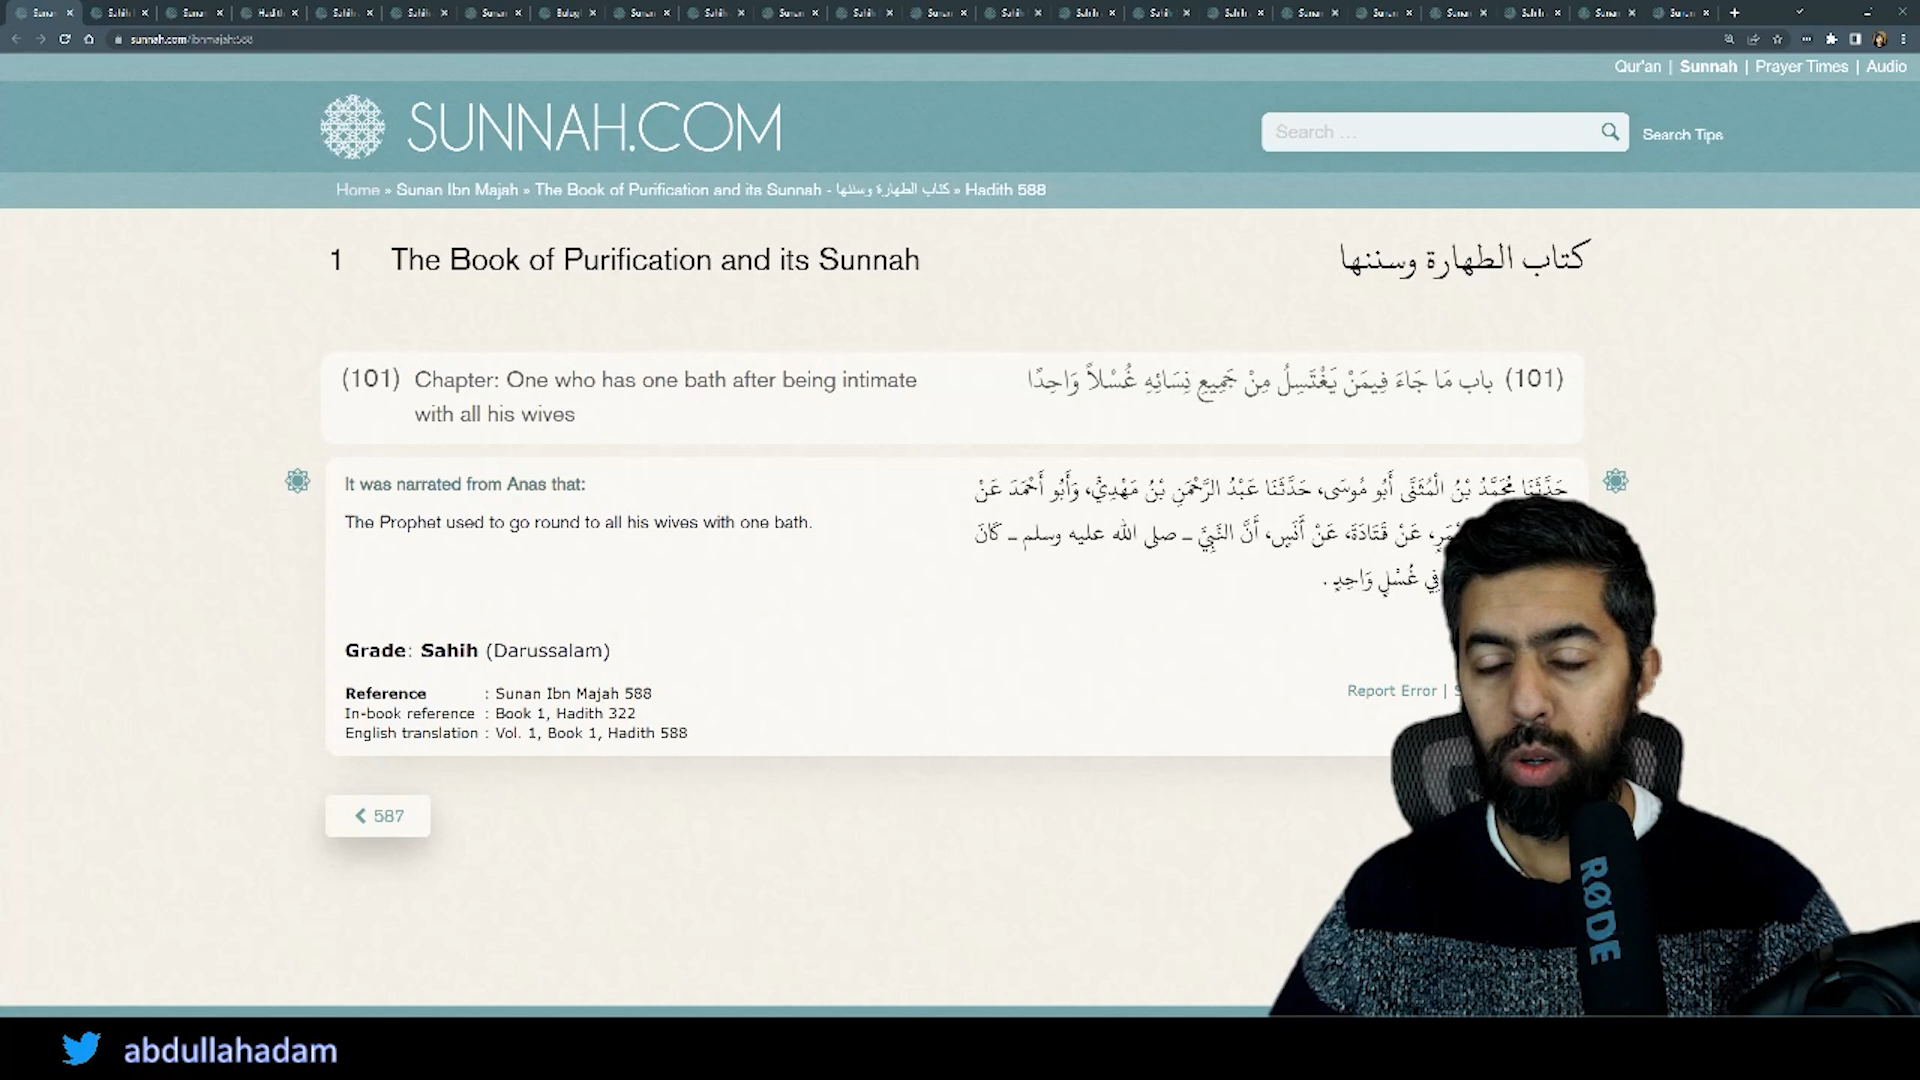 sunnah.com/ibnmajah:588
Qur'an | Sunnah | Prayer Times | Audio
SUNNAH.COM
Search ...
Search Tips
Home » Sunan Ibn Majah » The Book of Purification and its Sunnah - كتاب الطهارة وسننها » Hadith 588
1 The Book of Purification and its Sunnah
كتاب الطهارة وسننها
(101) Chapter: One who has one bath after being intimate
with all his wives
(101) باب مَا جَاءَ فِيمَنْ يَغْتَسِلُ مِنْ جَمِيعِ نِسَائِهِ غُسْلاً وَاحِدًا
It was narrated from Anas that:
The Prophet used to go round to all his wives with one bath.
حَدَّثَنَا مُحَمَّدُ بْنُ الْمُثَنَّى أَبُو مُوسَى، حَدَّثَنَا عَبْدُ الرَّحْمَنِ بْنُ مَهْدِيٍّ، وَأَبُو أَحْمَدَ عَنْ
عَنْ قَتَادَةَ، عَنْ أَنَسٍ، أَنَّ النَّبِيَّ ـ صلى الله عليه وسلم ـ كَانَ
فِي غُسْلٍ وَاحِدٍ .
Grade: Sahih (Darussalam)
Reference : Sunan Ibn Majah 588
In-book reference : Book 1, Hadith 322
English translation : Vol. 1, Book 1, Hadith 588
Report Error |
587
RØDE
abdullahadam